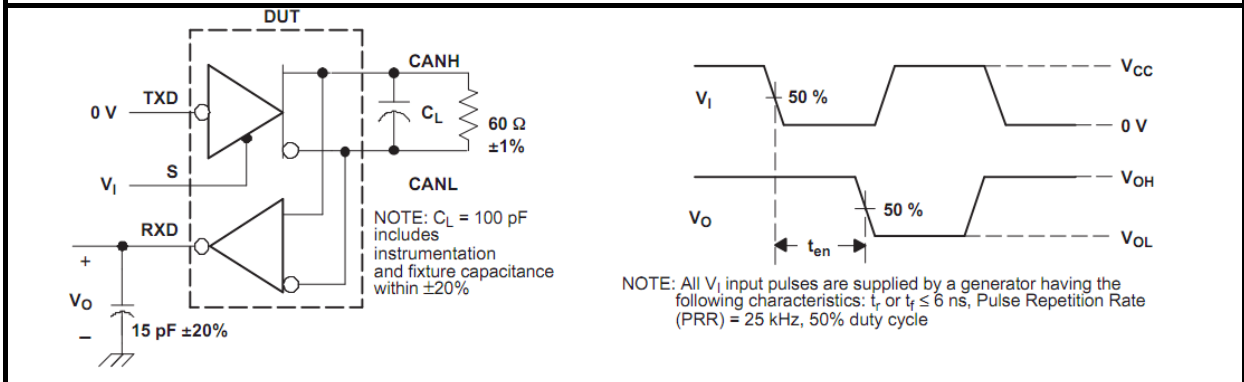 DUT
CANH
TXD
0 V
CL
60 Ω
±1%
S
VI
CANL
RXD
NOTE: CL = 100 pF
includes
instrumentation
and fixture capacitance
within ±20%
+
VO
–
15 pF ±20%
VCC
VI
50 %
0 V
VOH
VO
50 %
VOL
ten
NOTE: All VI input pulses are supplied by a generator having the
following characteristics: tr or tf ≤ 6 ns, Pulse Repetition Rate
(PRR) = 25 kHz, 50% duty cycle